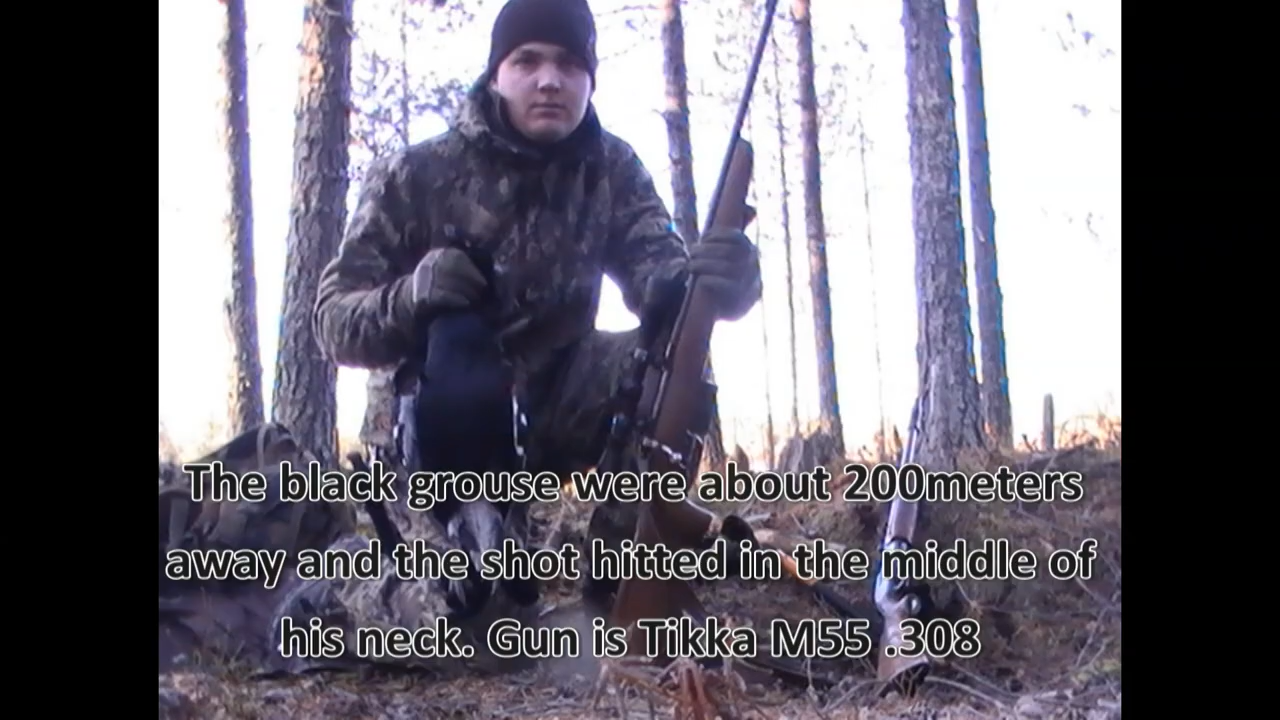 The black grouse were about 200meters
away and the shot hitted in the middle of
his neck. Gun is Tikka M55 .308